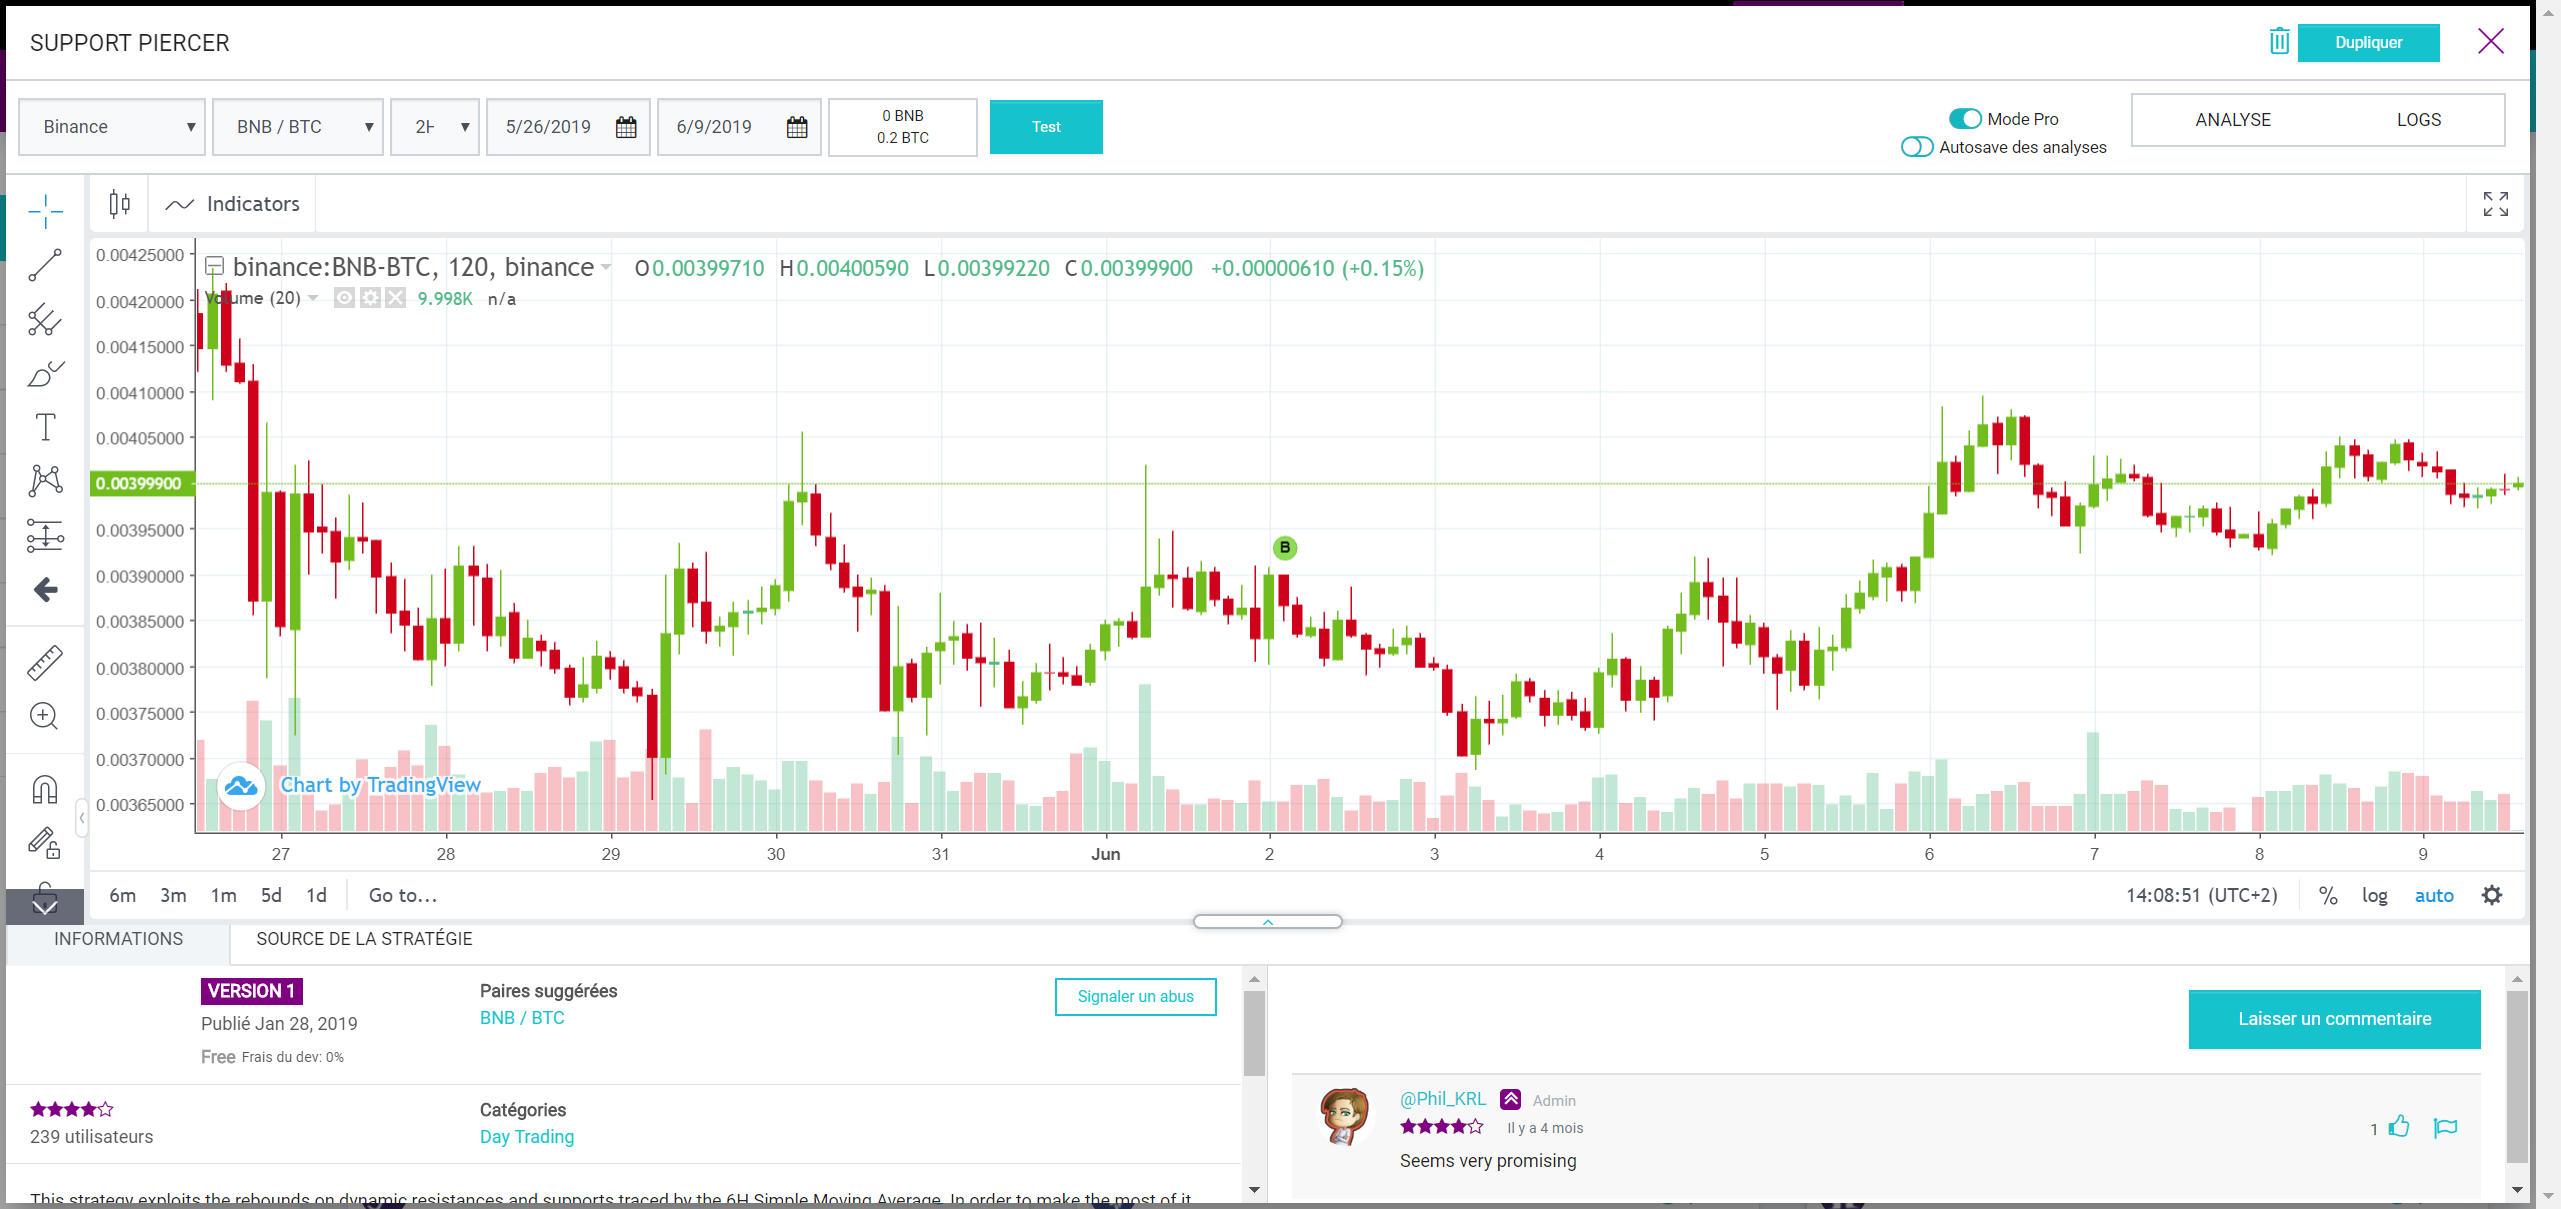 SUPPORT PIERCER
Dupliquer
Binance
BNB / BTC
2H
5/26/2019
6/9/2019
0 BNB
0.2 BTC
Test
Mode Pro
Autosave des analyses
ANALYSE
LOGS
Indicators
binance:BNB-BTC, 120, binance O0.00399710 H0.00400590 L0.00399220 C0.00399900 +0.00000610 (+0.15%)
Volume (20) 9.998K n/a
0.00425000
0.00420000
0.00415000
0.00410000
0.00405000
0.00399900
0.00395000
0.00390000
0.00385000
0.00380000
0.00375000
0.00370000
0.00365000
B
Chart by TradingView
27 28 29 30 31 Jun 2 3 4 5 6 7 8 9
6m 3m 1m 5d 1d Go to...
14:08:51 (UTC+2) % log auto
INFORMATIONS
SOURCE DE LA STRATÉGIE
VERSION 1
Publié Jan 28, 2019
Free Frais du dev: 0%
Paires suggérées
BNB / BTC
Signaler un abus
239 utilisateurs
Catégories
Day Trading
This strategy exploits the rebounds on dynamic resistances and supports traced by the 6H Simple Moving Average. In order to make the most of it
Laisser un commentaire
@Phil_KRL Admin
Il y a 4 mois
1
Seems very promising